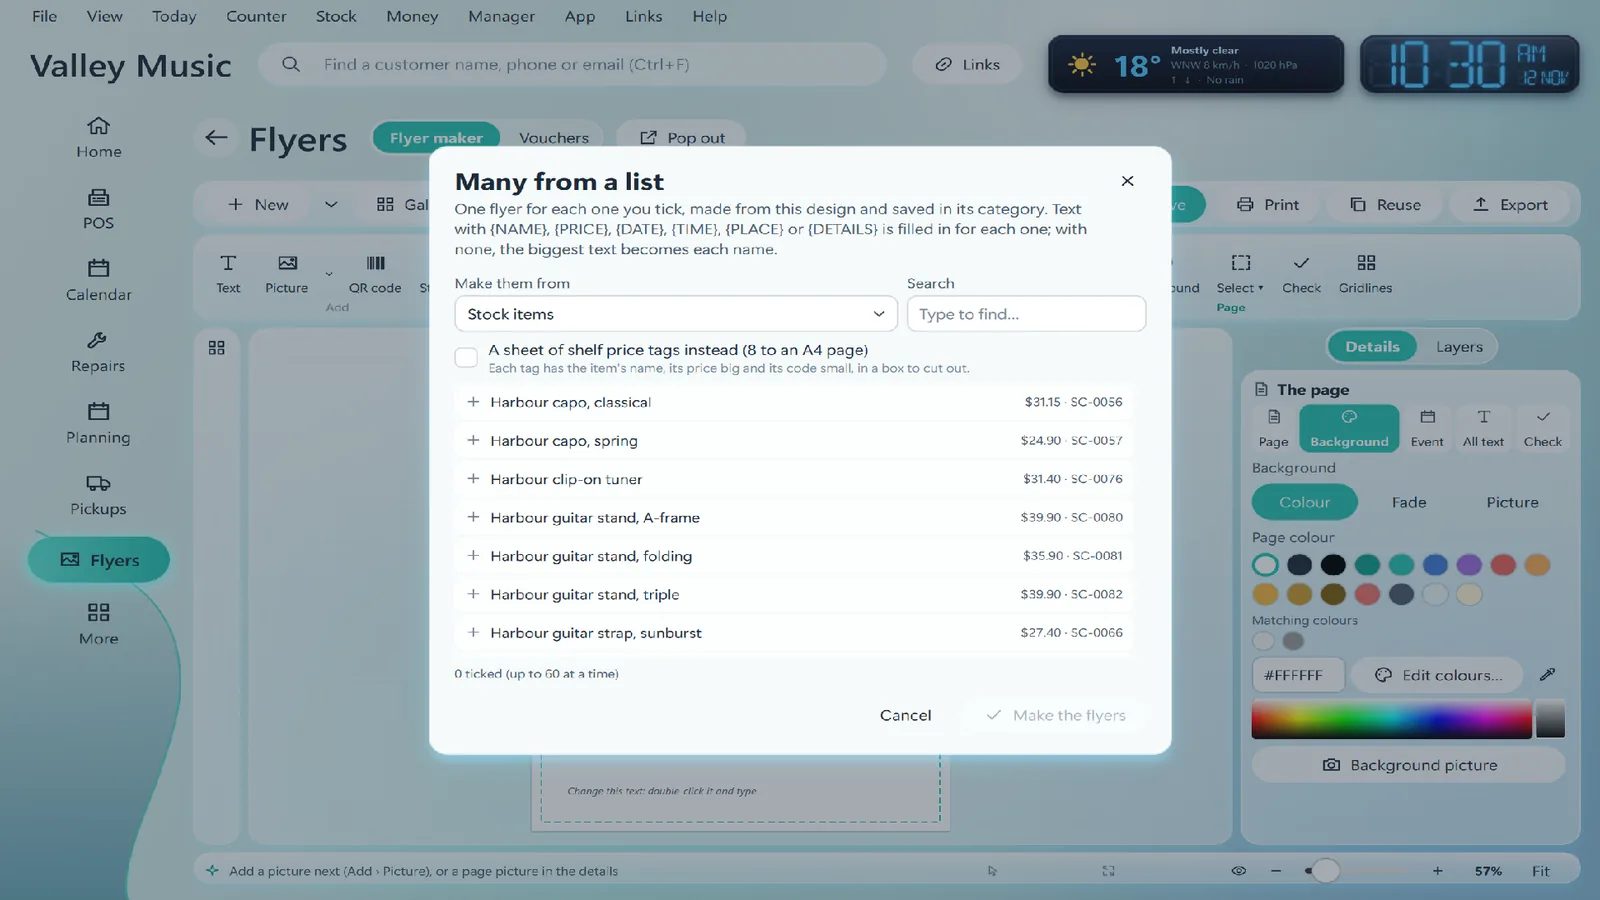 File View Today Counter Stock Money Manager App Links Help
Valley Music
Find a customer name, phone or email (Ctrl+F)
Links
18°
Mostly clear
WNW 8 km/h · 1020 hPa
↑ ↓ · No rain
10:30 AM
12 NOV
Home
POS
Calendar
Repairs
Planning
Pickups
Flyers
More
Flyers
Flyer maker
Vouchers
Pop out
New
Print
Reuse
Export
Text
Picture
QR code
Add
Select
Check
Gridlines
Page
Many from a list
One flyer for each one you tick, made from this design and saved in its category. Text
with {NAME}, {PRICE}, {DATE}, {TIME}, {PLACE} or {DETAILS} is filled in for each one; with
none, the biggest text becomes each name.
Make them from
Search
Stock items
Type to find...
A sheet of shelf price tags instead (8 to an A4 page)
Each tag has the item's name, its price big and its code small, in a box to cut out.
Harbour capo, classical $31.15 · SC-0056
Harbour capo, spring $24.90 · SC-0057
Harbour clip-on tuner $31.40 · SC-0076
Harbour guitar stand, A-frame $39.90 · SC-0080
Harbour guitar stand, folding $35.90 · SC-0081
Harbour guitar stand, triple $39.90 · SC-0082
Harbour guitar strap, sunburst $27.40 · SC-0066
0 ticked (up to 60 at a time)
Cancel
Make the flyers
Change this text: double-click it and type
Details
Layers
The page
Page
Background
Event
All text
Check
Background
Colour
Fade
Picture
Page colour
Matching colours
#FFFFFF
Edit colours...
Background picture
Add a picture next (Add › Picture), or a page picture in the details
57%
Fit